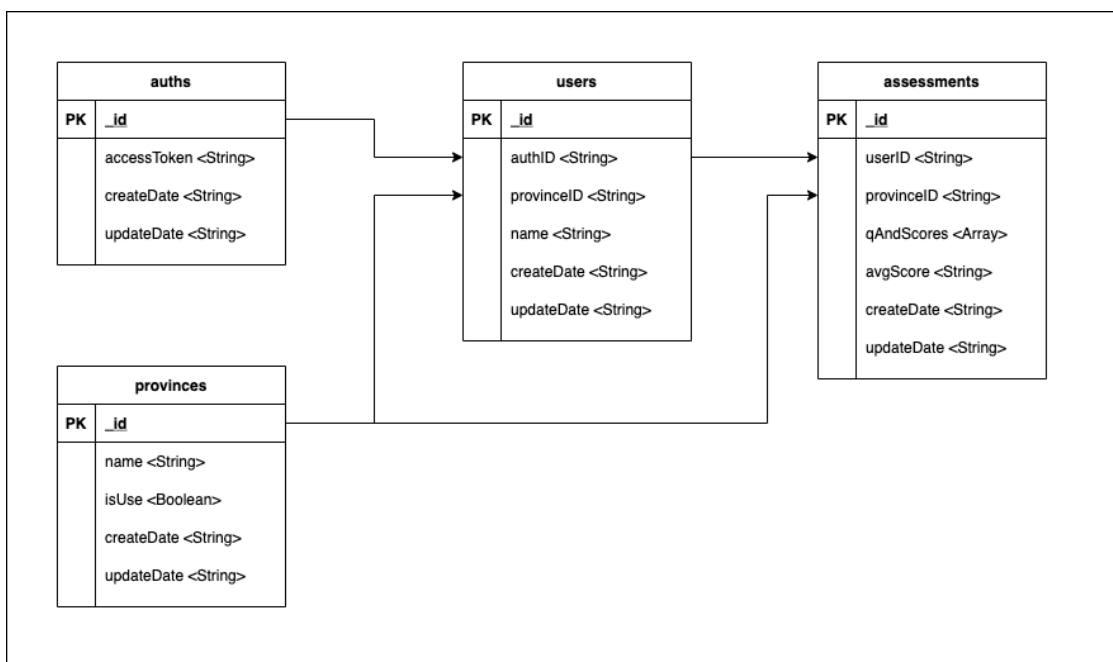 auths
PK _id
accessToken <String>
createDate <String>
updateDate <String>
users
PK _id
authID <String>
provinceID <String>
name <String>
createDate <String>
updateDate <String>
assessments
PK _id
userID <String>
provinceID <String>
qAndScores <Array>
avgScore <String>
createDate <String>
updateDate <String>
provinces
PK _id
name <String>
isUse <Boolean>
createDate <String>
updateDate <String>